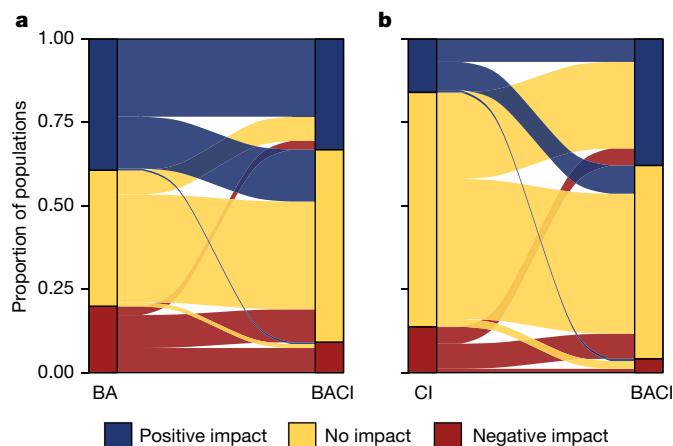 a
b
Proportion of populations
1.00
0.75
0.50
0.25
0.00
BA
BACI
CI
BACI
Positive impact
No impact
Negative impact